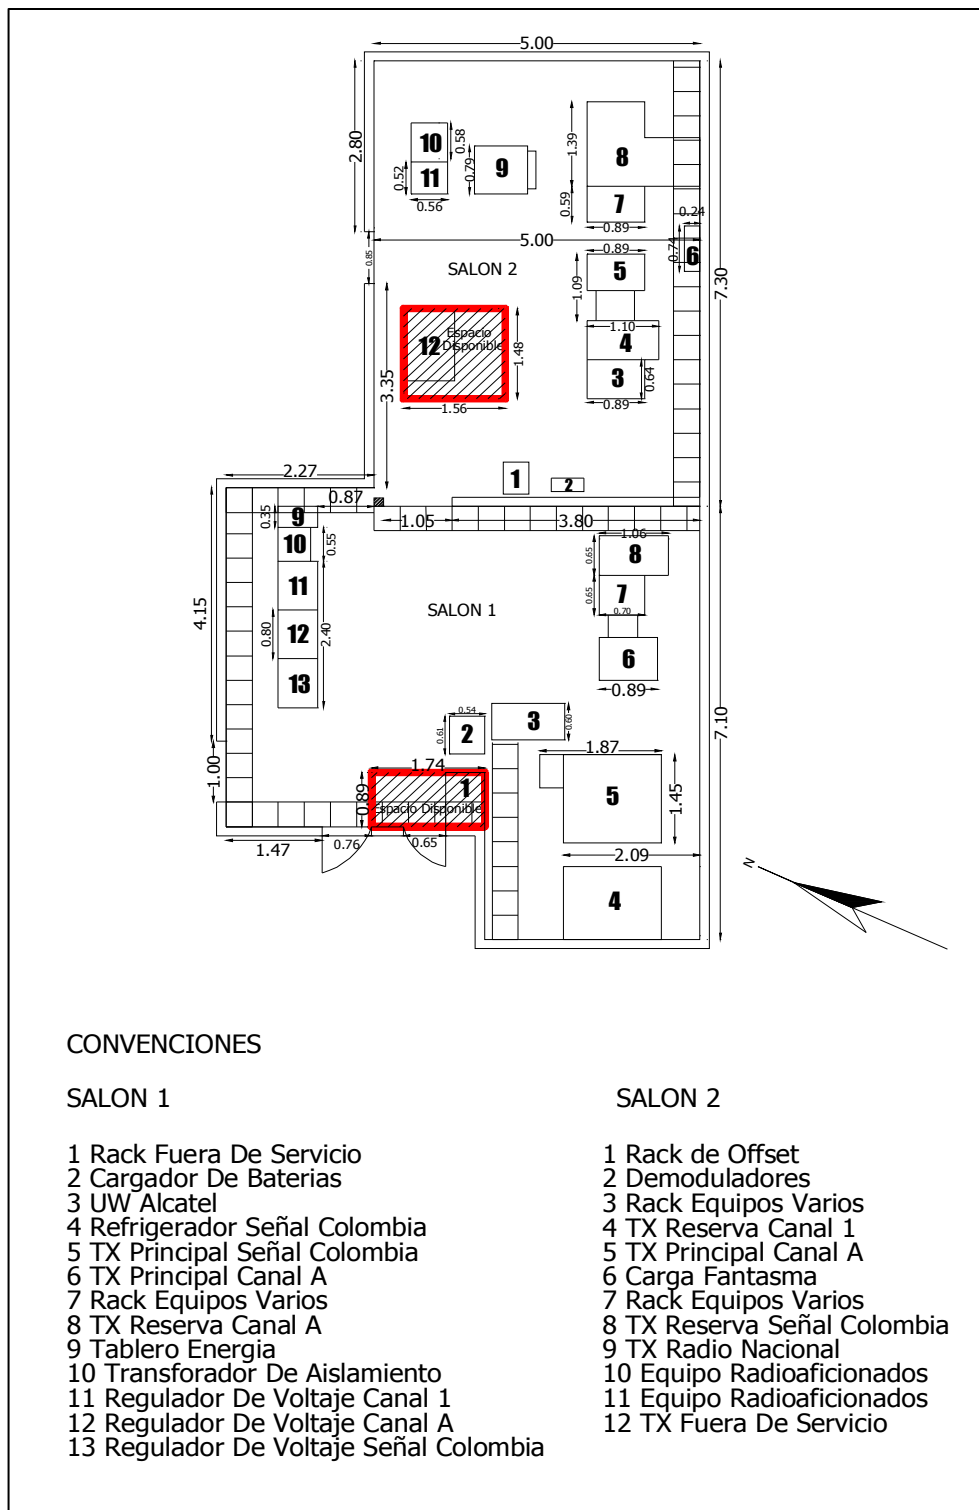 5.00
2.80
10
0.58
11
0.52
0.56
0.79
9
1.39
8
0.59
7
0.89
0.24
5.00
0.85
SALON 2
0.89
5
1.09
0.74
6
7.30
1.10
4
3
0.64
0.89
12
Espacio
Disponible
1.48
1.56
3.35
1
2
2.27
0.87
1.05
3.80
0.35
9
10
0.55
11
12
0.80
2.40
13
4.15
SALON 1
1.06
0.65
8
0.65
7
0.70
6
0.89
7.10
0.54
0.61
2
3
0.60
1.74
0.89
1
Espacio Disponible
1.00
1.47
0.76
0.65
1.87
5
1.45
2.09
4
N
CONVENCIONES
SALON 1
1 Rack Fuera De Servicio
2 Cargador De Baterias
3 UW Alcatel
4 Refrigerador Señal Colombia
5 TX Principal Señal Colombia
6 TX Principal Canal A
7 Rack Equipos Varios
8 TX Reserva Canal A
9 Tablero Energia
10 Transforador De Aislamiento
11 Regulador De Voltaje Canal 1
12 Regulador De Voltaje Canal A
13 Regulador De Voltaje Señal Colombia
SALON 2
1 Rack de Offset
2 Demoduladores
3 Rack Equipos Varios
4 TX Reserva Canal 1
5 TX Principal Canal A
6 Carga Fantasma
7 Rack Equipos Varios
8 TX Reserva Señal Colombia
9 TX Radio Nacional
10 Equipo Radioaficionados
11 Equipo Radioaficionados
12 TX Fuera De Servicio